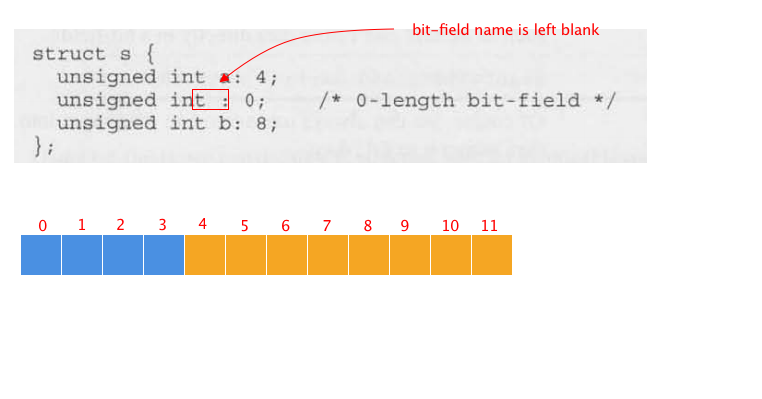 bit-field name is left blank
struct s {
unsigned int a: 4;
unsigned int : 0; /* 0-length bit-field */
unsigned int b: 8;
};
0 1 2 3 4 5 6 7 8 9 10 11